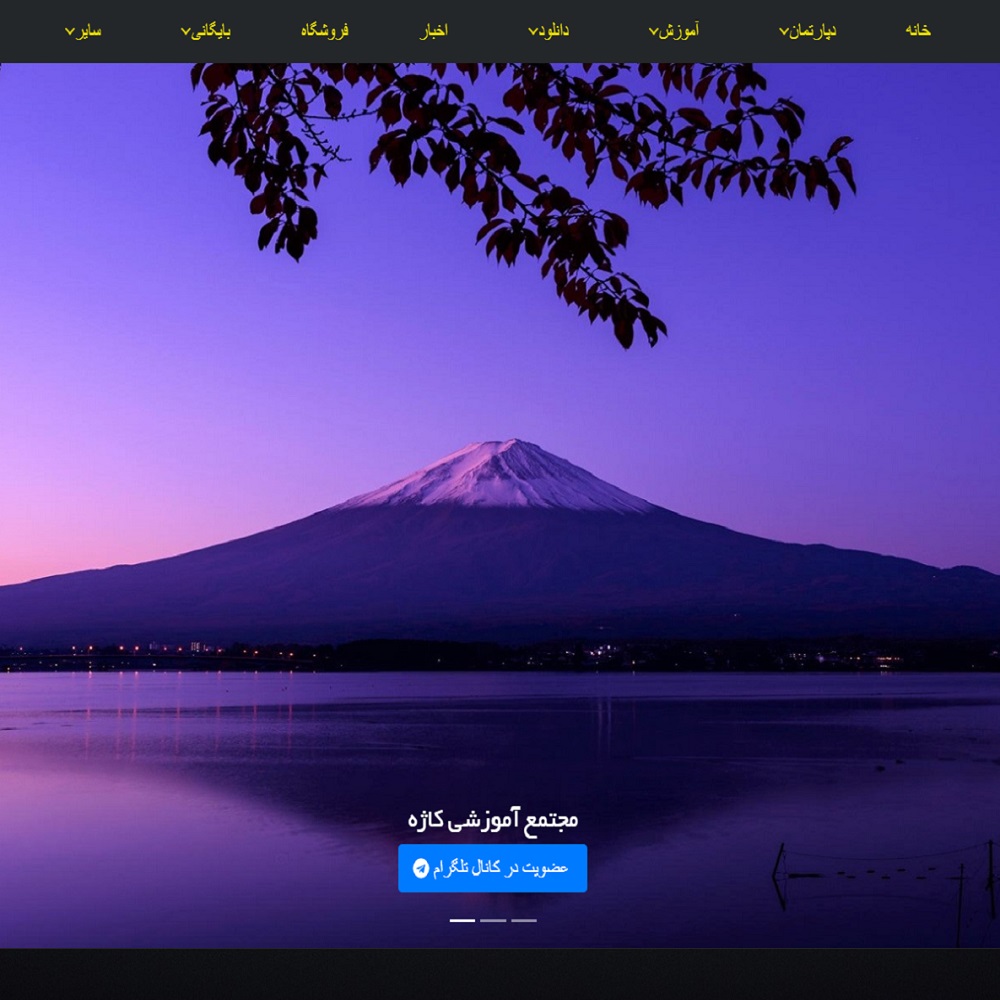 خانه دپارتمان آموزش دانلود اخبار فروشگاه بایگانی سایر
مجتمع آموزشی کاژه
عضویت در کانال تلگرام